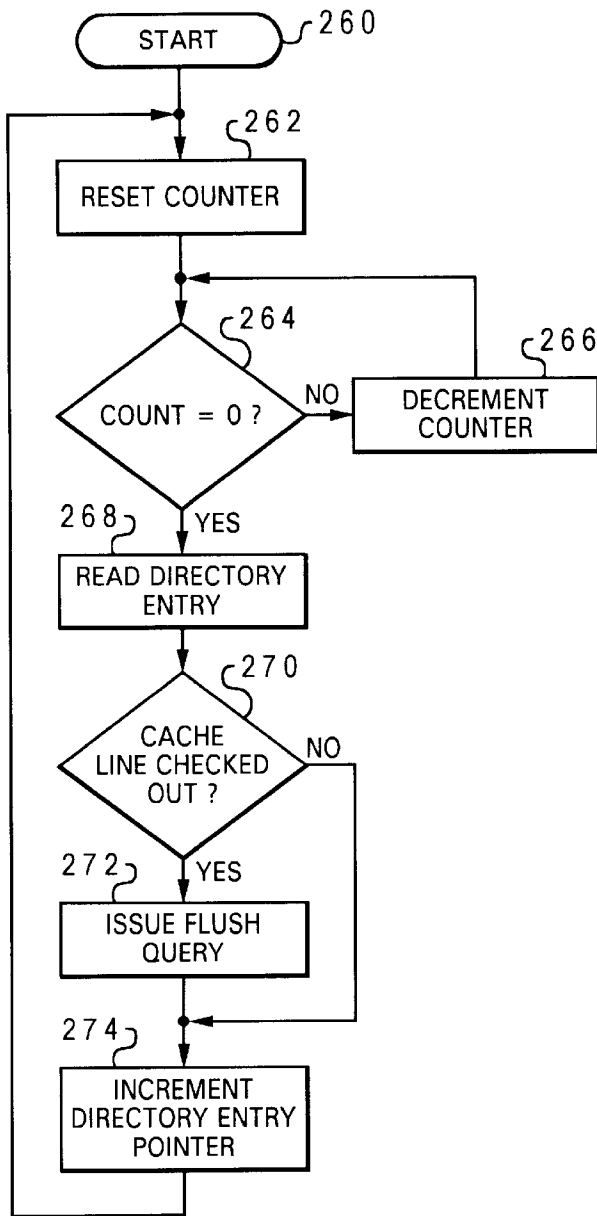 START
260
262
RESET COUNTER
264
COUNT = 0 ?
NO
266
DECREMENT
COUNTER
YES
268
READ DIRECTORY
ENTRY
270
CACHE
LINE CHECKED
OUT ?
NO
YES
272
ISSUE FLUSH
QUERY
274
INCREMENT
DIRECTORY ENTRY
POINTER